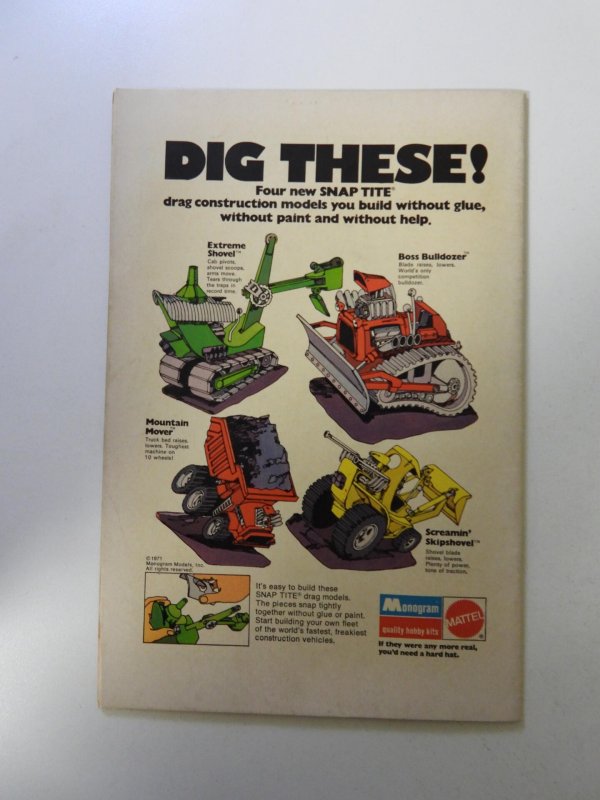 DIG THESE!
Four new SNAP TITE®
drag construction models you build without glue,
without paint and without help.
Extreme
Shovel™
Cab pivots,
shovel scoops,
arms move.
Tears through
the traps in
record time.
Boss Bulldozer™
Blade raises, lowers.
World's only
competition
bulldozer.
Mountain
Mover™
Truck bed raises,
lowers. Toughest
machine on
10 wheels!
Screamin'
Skipshovel™
Shovel blade
raises, lowers.
Plenty of power,
tons of traction.
©1971
Monogram Models, Inc.
All rights reserved.
It's easy to build these
SNAP TITE® drag models.
The pieces snap tightly
together without glue or paint.
Start building your own fleet
of the world's fastest, freakiest
construction vehicles.
Monogram
quality hobby kits
MATTEL
®
If they were any more real,
you'd need a hard hat.